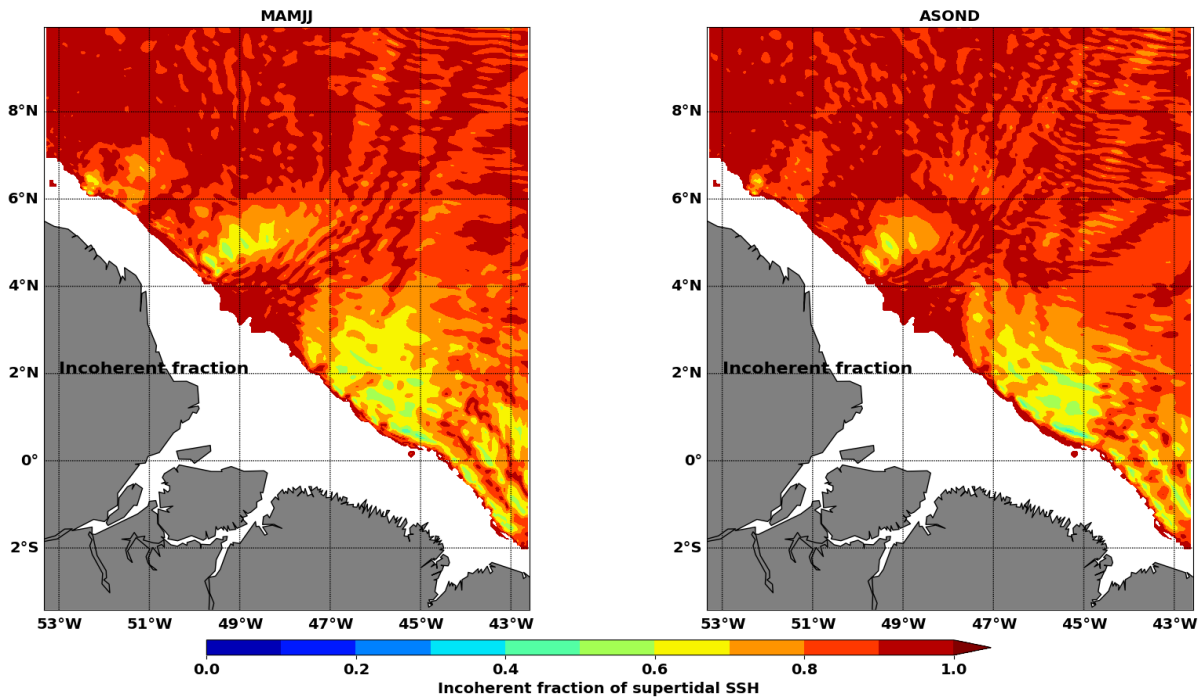 MAMJJ
ASOND
8°N
6°N
4°N
2°N
0°
2°S
53°W 51°W 49°W 47°W 45°W 43°W
Incoherent fraction
8°N
6°N
4°N
2°N
0°
2°S
53°W 51°W 49°W 47°W 45°W 43°W
Incoherent fraction
0.0 0.2 0.4 0.6 0.8 1.0
Incoherent fraction of supertidal SSH